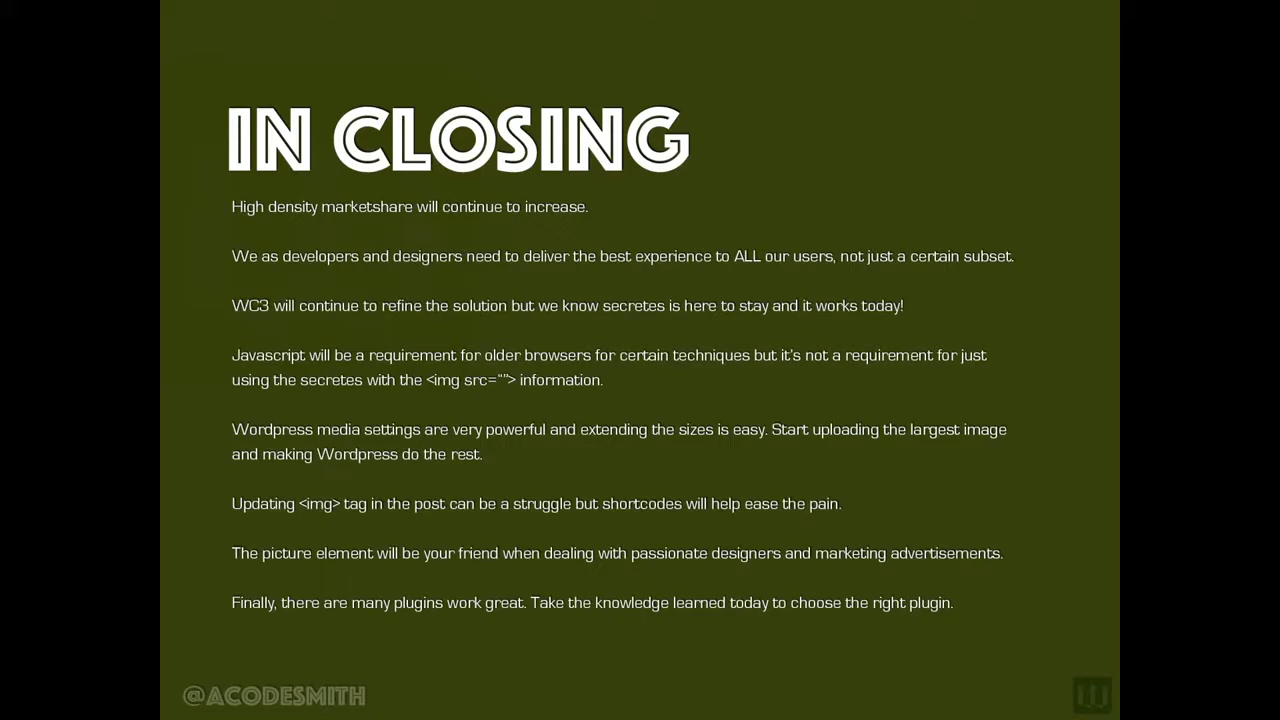 IN CLOSING
High density marketshare will continue to increase.
We as developers and designers need to deliver the best experience to ALL our users, not just a certain subset.
WC3 will continue to refine the solution but we know secretes is here to stay and it works today!
Javascript will be a requirement for older browsers for certain techniques but it's not a requirement for just
using the secretes with the <img src=“”> information.
Wordpress media settings are very powerful and extending the sizes is easy. Start uploading the largest image
and making Wordpress do the rest.
Updating <img> tag in the post can be a struggle but shortcodes will help ease the pain.
The picture element will be your friend when dealing with passionate designers and marketing advertisements.
Finally, there are many plugins work great. Take the knowledge learned today to choose the right plugin.
@ACODESMITH